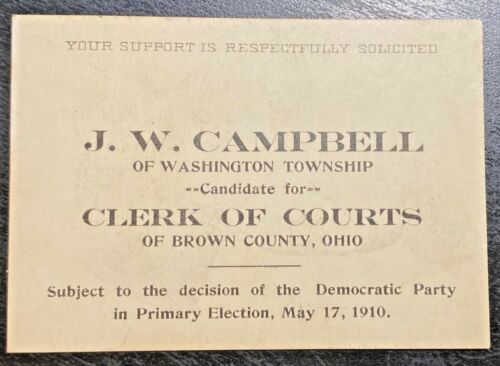 YOUR SUPPORT IS RESPECTFULLY SOLICITED
J. W. CAMPBELL
OF WASHINGTON TOWNSHIP
--Candidate for--
CLERK OF COURTS
OF BROWN COUNTY, OHIO
Subject to the decision of the Democratic Party
in Primary Election, May 17, 1910.